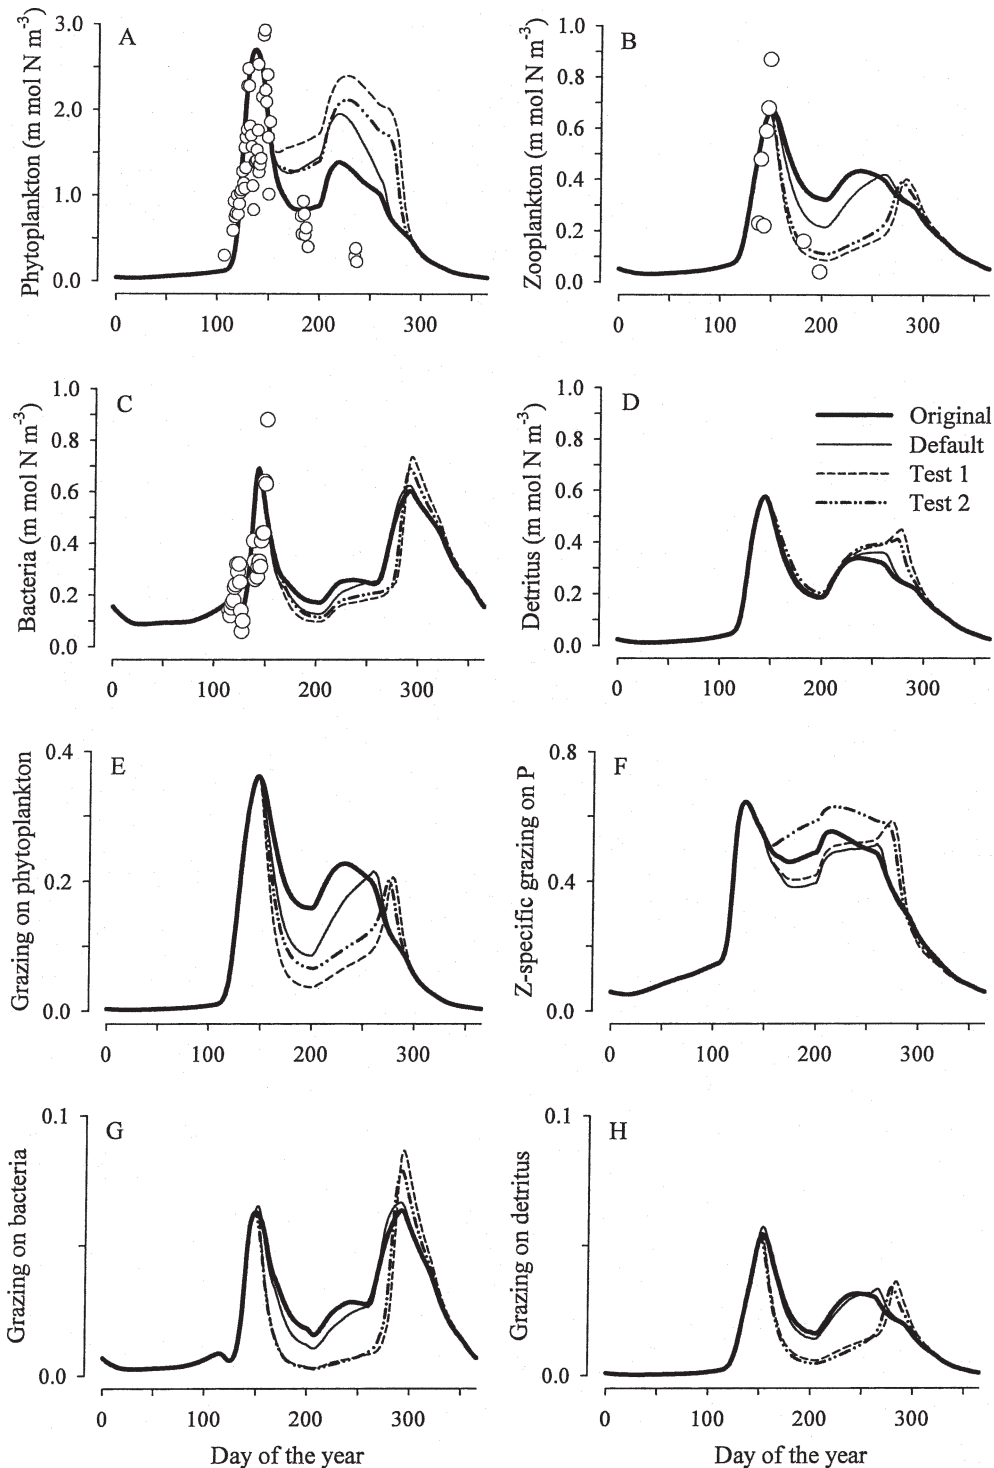 A
Phytoplankton (m mol N m⁻³)
3.0
2.0
1.0
0.0
0 100 200 300
B
Zooplankton (m mol N m⁻³)
1.0
0.8
0.6
0.4
0.2
0.0
0 100 200 300
C
Bacteria (m mol N m⁻³)
1.0
0.8
0.6
0.4
0.2
0.0
0 100 200 300
D
Detritus (m mol N m⁻³)
1.0
0.8
0.6
0.4
0.2
0.0
Original
Default
Test 1
Test 2
0 100 200 300
E
Grazing on phytoplankton
0.4
0.2
0.0
0 100 200 300
F
Z-specific grazing on P
0.8
0.4
0.0
0 100 200 300
G
Grazing on bacteria
0.1
0.0
0 100 200 300
Day of the year
H
Grazing on detritus
0.1
0.0
0 100 200 300
Day of the year